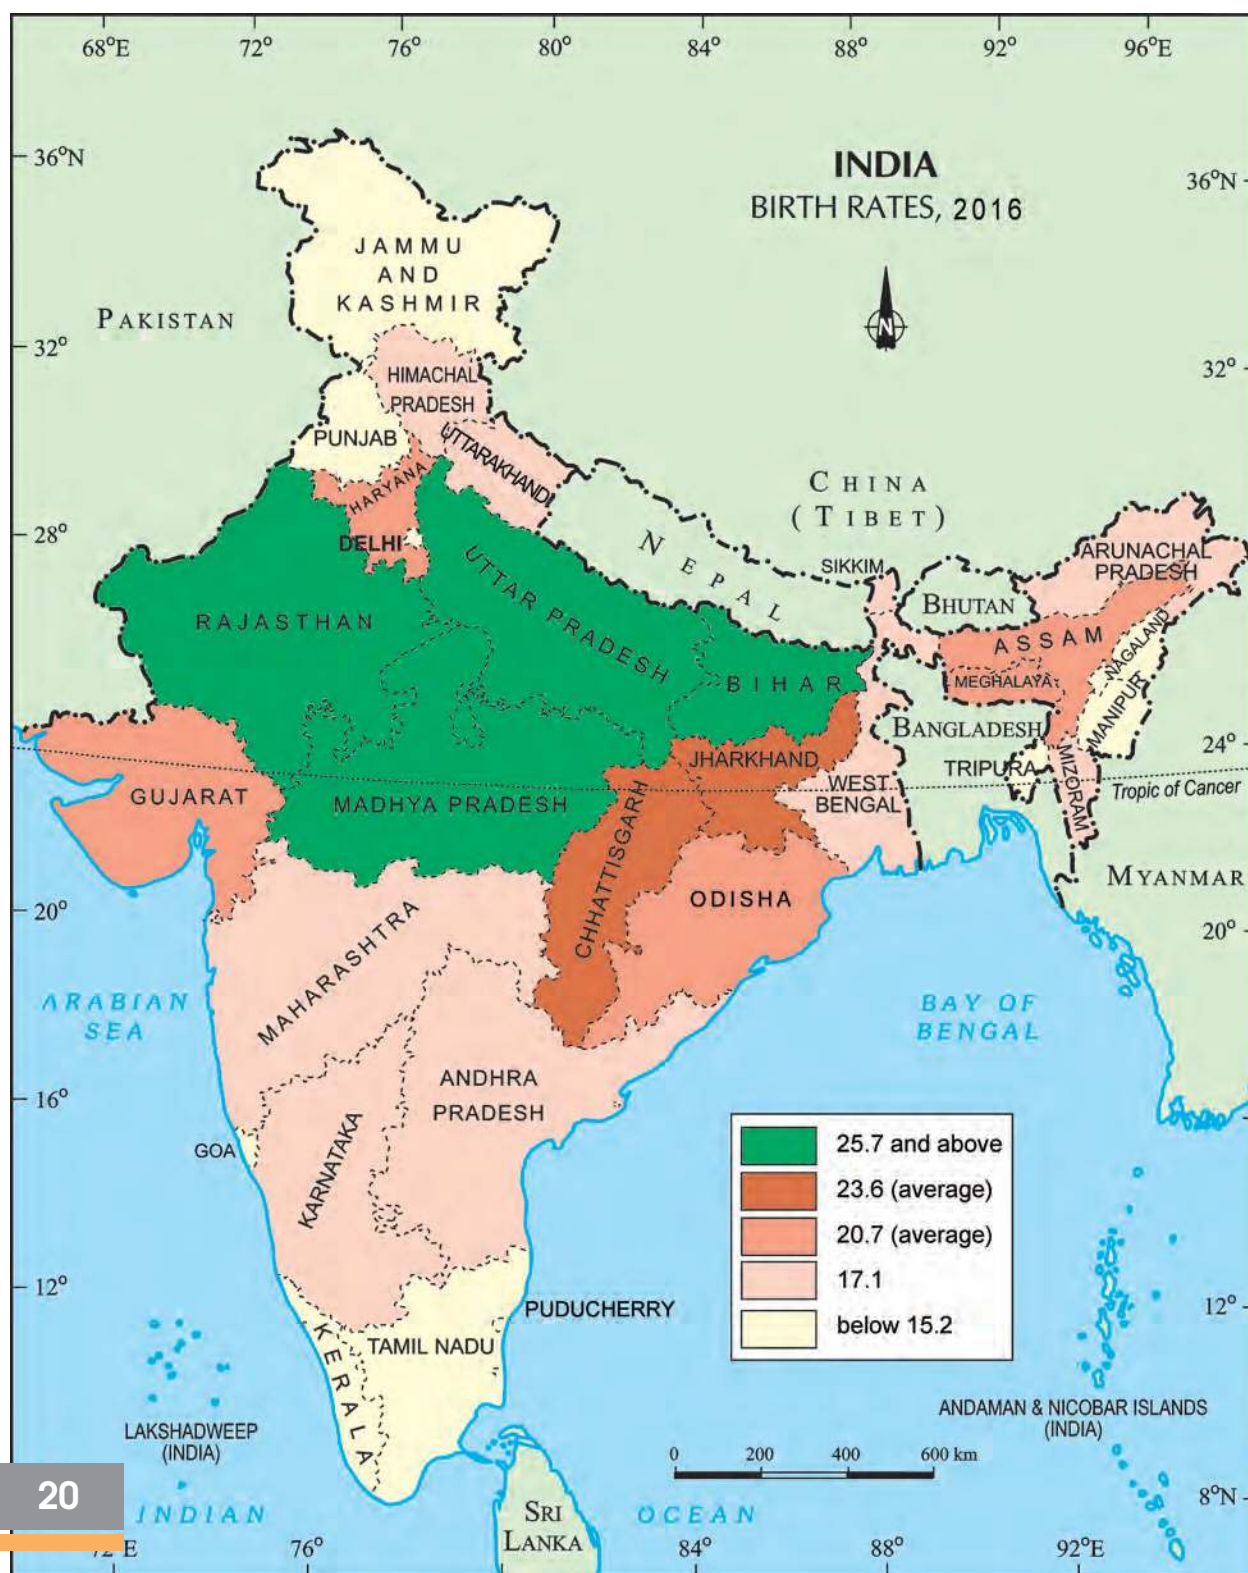 68°E 72° 76° 80° 84° 88° 92° 96°E
36°N
INDIA
BIRTH RATES, 2016
36°N
N
JAMMU
AND
KASHMIR
PAKISTAN
32°
32°
HIMACHAL
PRADESH
PUNJAB
UTTARAKHAND
HARYANA
CHINA
(TIBET)
28°
DELHI
NEPAL
SIKKIM
ARUNACHAL
PRADESH
UTTAR PRADESH
BHUTAN
RAJASTHAN
ASSAM
NAGALAND
BIHAR
MEGHALAYA
MANIPUR
BANGLADESH
24°
JHARKHAND
TRIPURA
MIZORAM
Tropic of Cancer
GUJARAT
MADHYA PRADESH
WEST
BENGAL
CHHATTISGARH
MYANMAR
ODISHA
20°
20°
MAHARASHTRA
ARABIAN
SEA
BAY OF
BENGAL
ANDHRA
PRADESH
16°
GOA
KARNATAKA
25.7 and above
23.6 (average)
20.7 (average)
17.1
below 15.2
12°
12°
PUDUCHERRY
TAMIL NADU
KERALA
LAKSHADWEEP
(INDIA)
ANDAMAN & NICOBAR ISLANDS
(INDIA)
0 200 400 600 km
20
8°N
INDIAN OCEAN
SRI
LANKA
72°E 76° 84° 88° 92°E